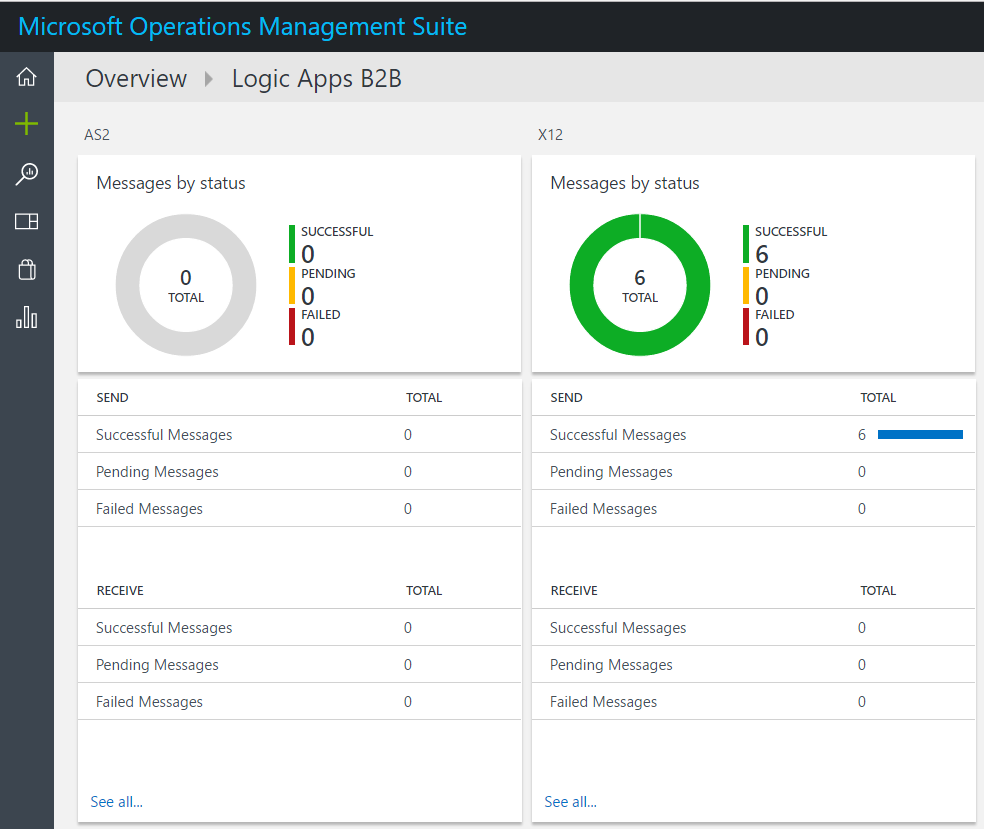 Microsoft Operations Management Suite
Overview Logic Apps B2B
AS2
Messages by status
0
TOTAL
SUCCESSFUL
0
PENDING
0
FAILED
0
SEND TOTAL
Successful Messages 0
Pending Messages 0
Failed Messages 0
RECEIVE TOTAL
Successful Messages 0
Pending Messages 0
Failed Messages 0
See all...
X12
Messages by status
6
TOTAL
SUCCESSFUL
6
PENDING
0
FAILED
0
SEND TOTAL
Successful Messages 6
Pending Messages 0
Failed Messages 0
RECEIVE TOTAL
Successful Messages 0
Pending Messages 0
Failed Messages 0
See all...